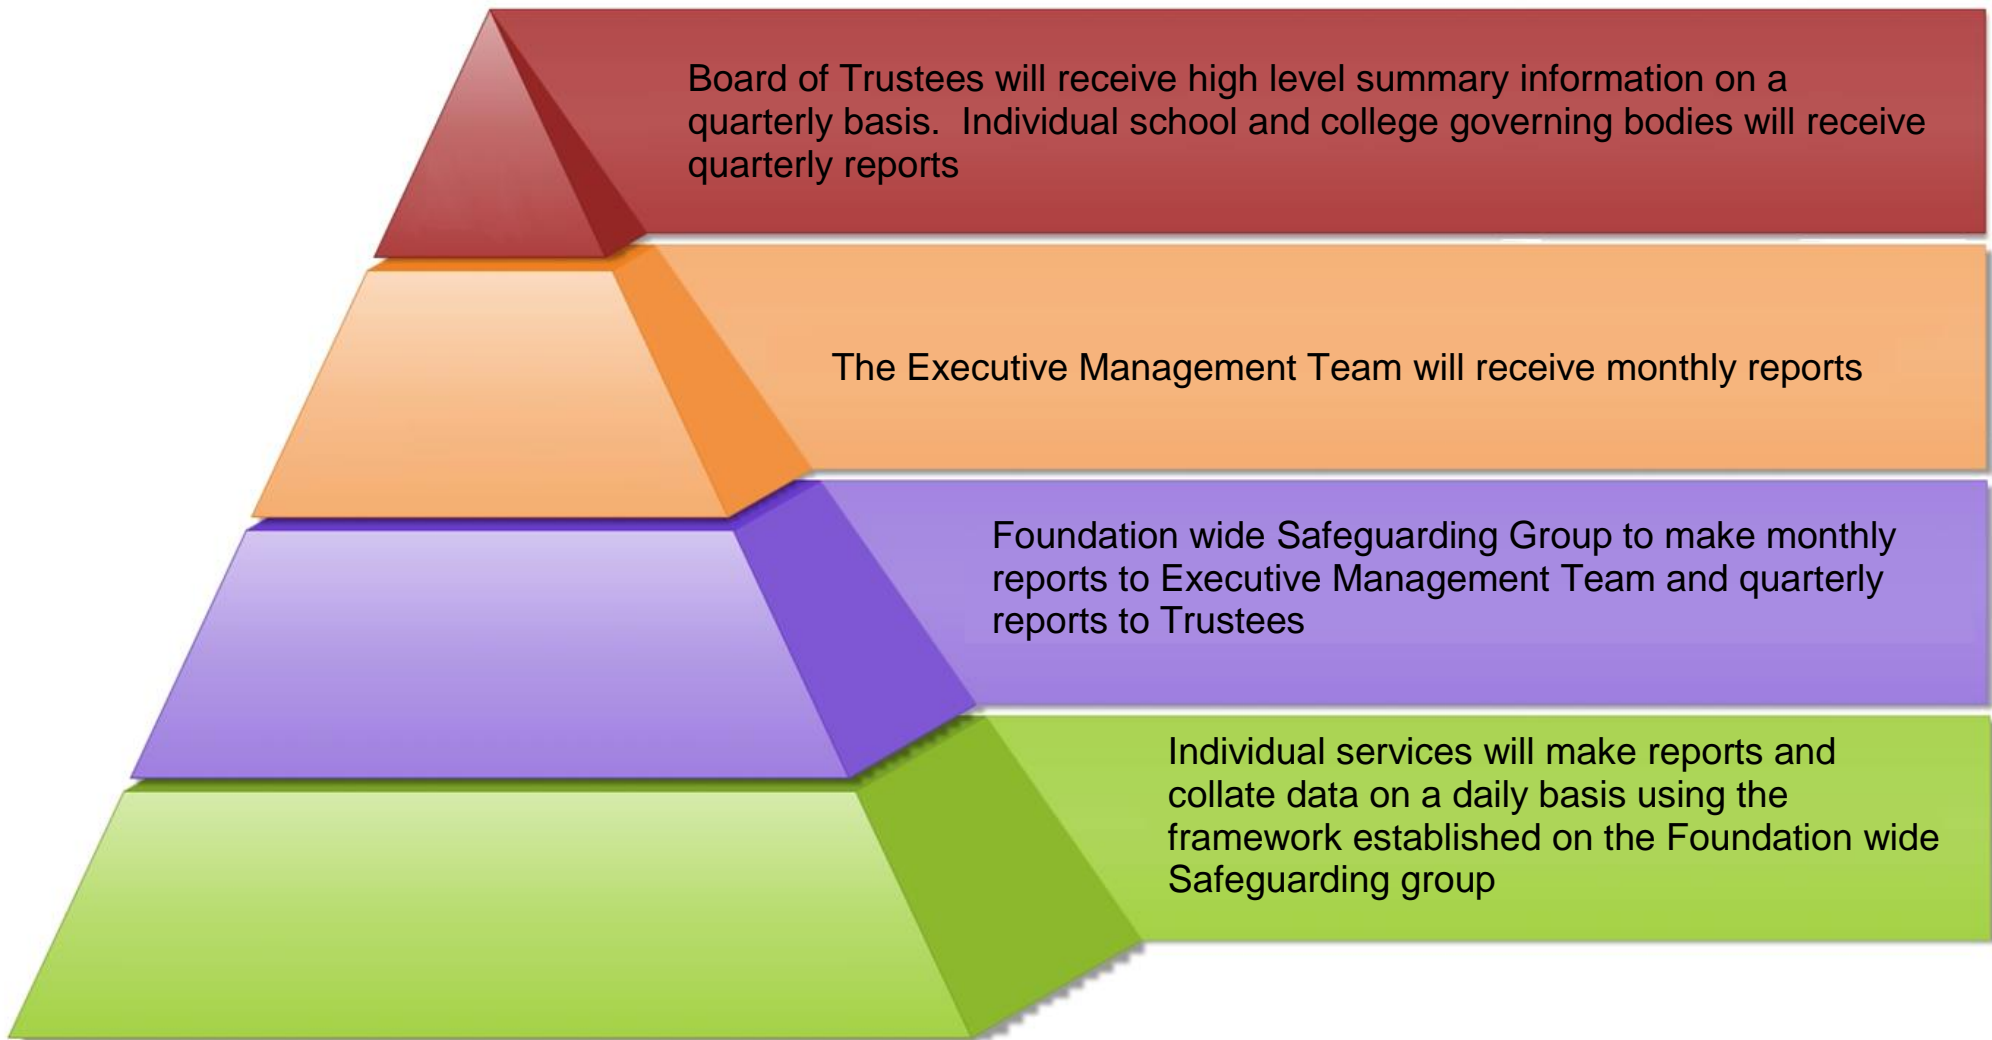 Board of Trustees will receive high level summary information on a
quarterly basis.  Individual school and college governing bodies will receive
quarterly reports
The Executive Management Team will receive monthly reports
Foundation wide Safeguarding Group to make monthly
reports to Executive Management Team and quarterly
reports to Trustees
Individual services will make reports and
collate data on a daily basis using the
framework established on the Foundation wide
Safeguarding group